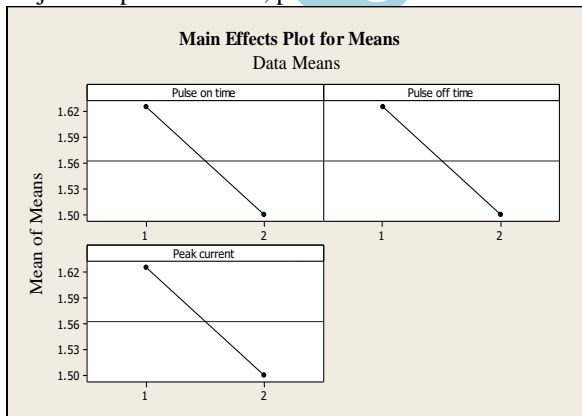 Main Effects Plot for Means
Data Means
Pulse on time
Pulse off time
1.62
1.59
1.56
1.53
1.50
1
2
1
2
Peak current
1.62
1.59
1.56
1.53
1.50
1
2
Mean of Means